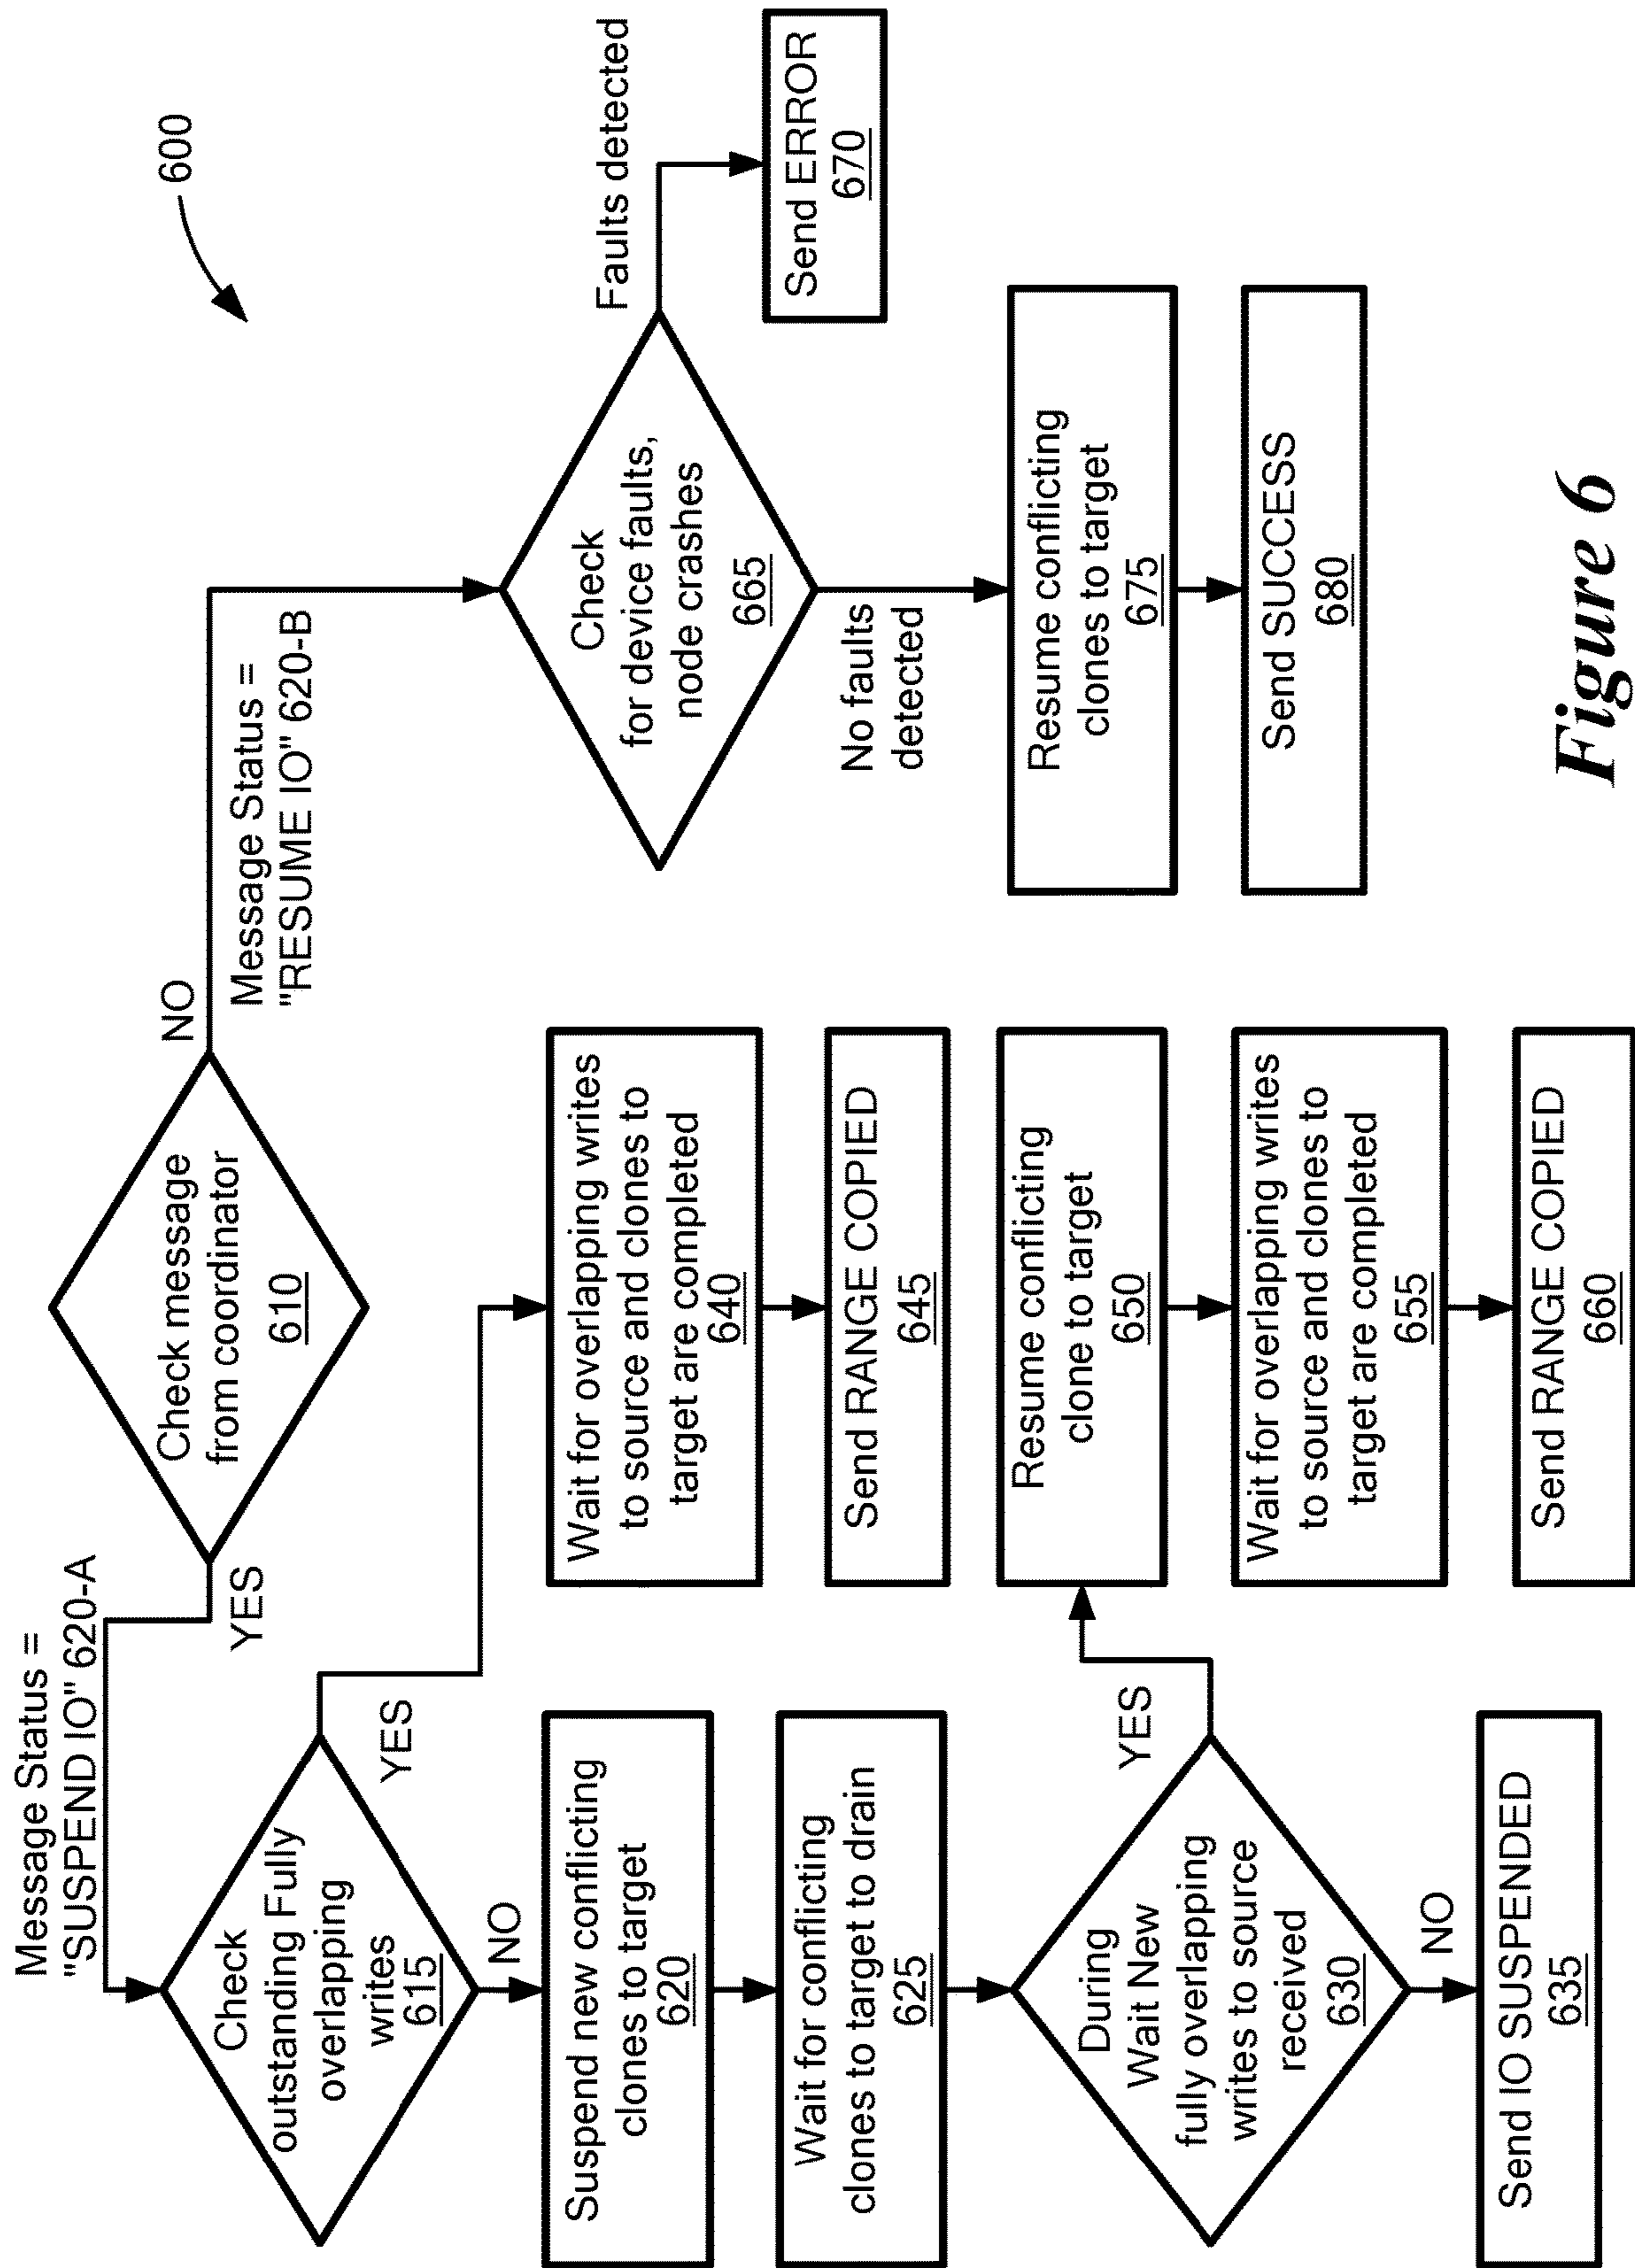 600
Check message
from coordinator
610
YES
NO
Message Status =
"SUSPEND IO" 620-A
Message Status =
"RESUME IO" 620-B
Check
outstanding Fully
overlapping
writes
615
YES
NO
Suspend new conflicting
clones to target
620
Wait for conflicting
clones to target to drain
625
During
Wait New
fully overlapping
writes to source
received
630
YES
NO
Send IO SUSPENDED
635
Wait for overlapping writes
to source and clones to
target are completed
640
Send RANGE COPIED
645
Resume conflicting
clone to target
650
Wait for overlapping writes
to source and clones to
target are completed
655
Send RANGE COPIED
660
Check
for device faults,
node crashes
665
Faults detected
Send ERROR
670
No faults
detected
Resume conflicting
clones to target
675
Send SUCCESS
680
Figure 6